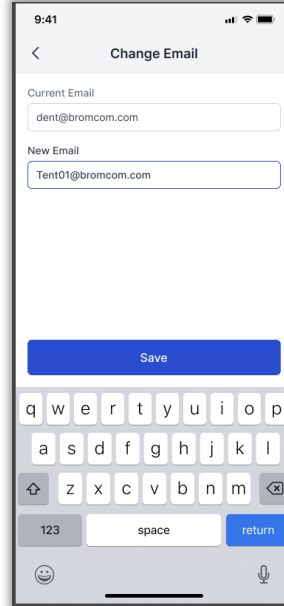 9:41
Change Email
Current Email
dent@bromcom.com
New Email
Tent01@bromcom.com
Save
q w e r t y u i o p
a s d f g h j k l
z x c v b n m
123 space return